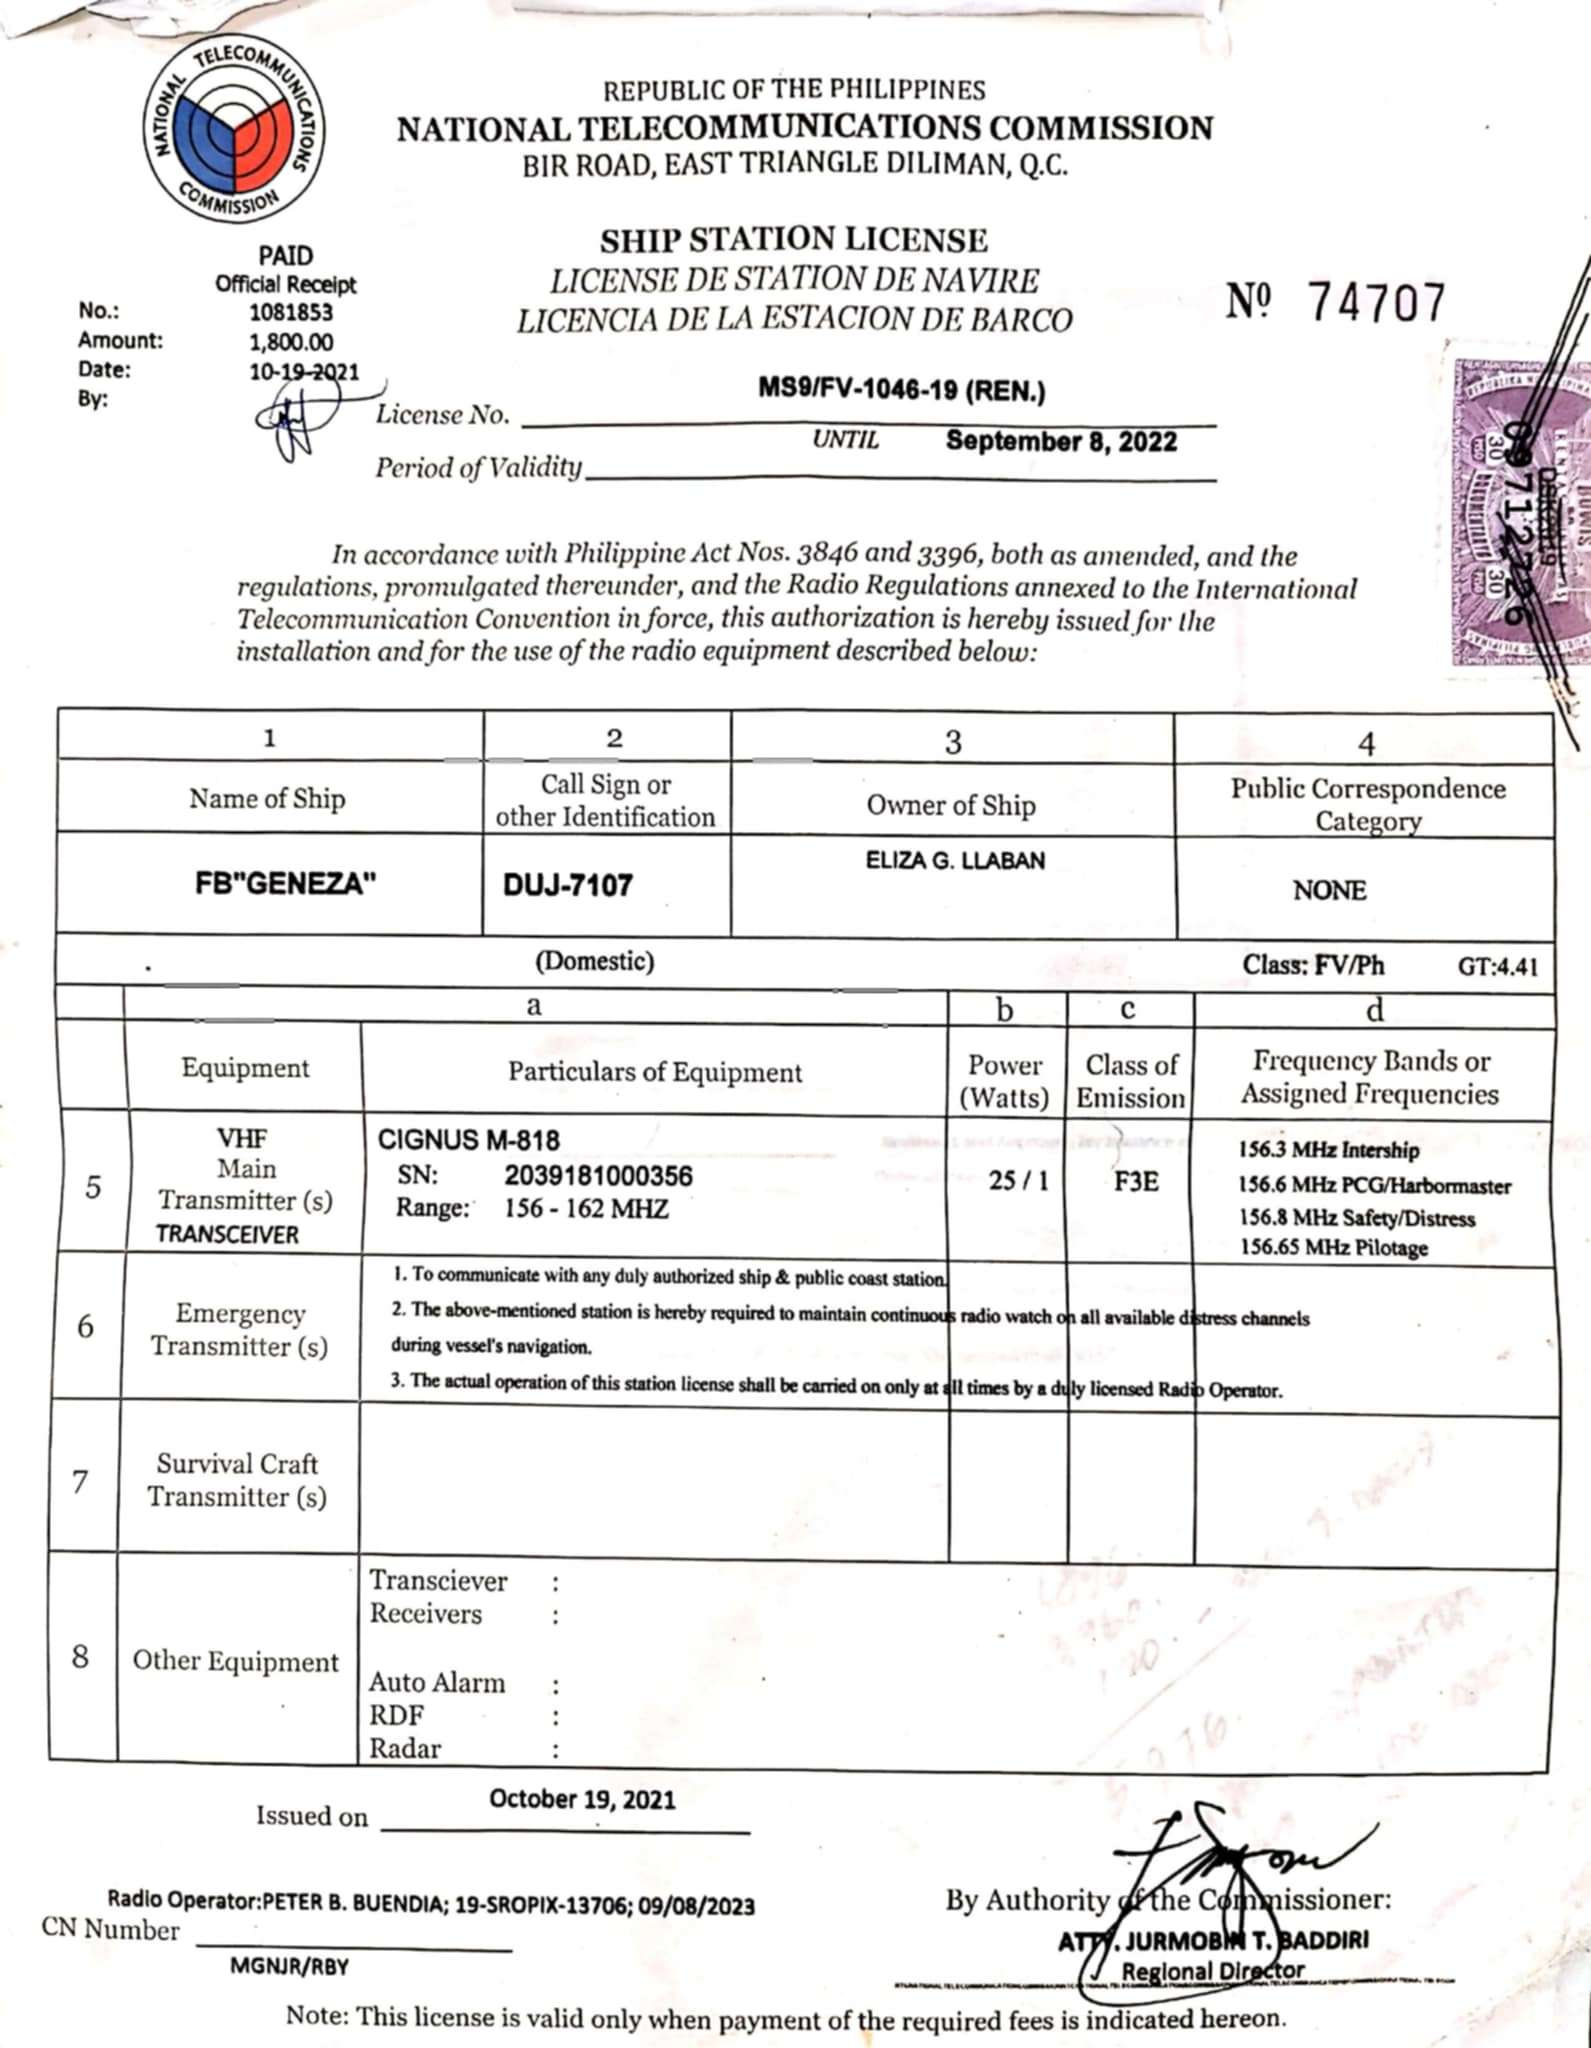 NATIONAL TELECOMMUNICATIONS COMMISSION
REPUBLIC OF THE PHILIPPINES
NATIONAL TELECOMMUNICATIONS COMMISSION
BIR ROAD, EAST TRIANGLE DILIMAN, Q.C.
PAID
Official Receipt
No.: 1081853
Amount: 1,800.00
Date: 10-19-2021
By:
SHIP STATION LICENSE
LICENSE DE STATION DE NAVIRE
LICENCIA DE LA ESTACION DE BARCO
Nº 74707
License No. MS9/FV-1046-19 (REN.)
Period of Validity UNTIL September 8, 2022
30 30
In accordance with Philippine Act Nos. 3846 and 3396, both as amended, and the
regulations, promulgated thereunder, and the Radio Regulations annexed to the International
Telecommunication Convention in force, this authorization is hereby issued for the
installation and for the use of the radio equipment described below:
1 2 3 4
Name of Ship
Call Sign or
other Identification
Owner of Ship
Public Correspondence
Category
FB"GENEZA" DUJ-7107 ELIZA G. LLABAN NONE
(Domestic) Class: FV/Ph GT:4.41
a b c d
Equipment
Particulars of Equipment
Power
(Watts)
Class of
Emission
Frequency Bands or
Assigned Frequencies
5
VHF
Main
Transmitter (s)
TRANSCEIVER
CIGNUS M-818
SN: 2039181000356
Range: 156 - 162 MHZ
25 / 1
F3E
156.3 MHz Intership
156.6 MHz PCG/Harbormaster
156.8 MHz Safety/Distress
156.65 MHz Pilotage
6
Emergency
Transmitter (s)
1. To communicate with any duly authorized ship & public coast station.
2. The above-mentioned station is hereby required to maintain continuous radio watch on all available distress channels
during vessel's navigation.
3. The actual operation of this station license shall be carried on only at all times by a duly licensed Radio Operator.
7
Survival Craft
Transmitter (s)
8
Other Equipment
Transciever :
Receivers :
Auto Alarm :
RDF :
Radar :
Issued on October 19, 2021
Radio Operator:PETER B. BUENDIA; 19-SROPIX-13706; 09/08/2023
CN Number
MGNJR/RBY
By Authority of the Commissioner:
ATTY. JURMOBIN T. BADDIRI
Regional Director
Note: This license is valid only when payment of the required fees is indicated hereon.